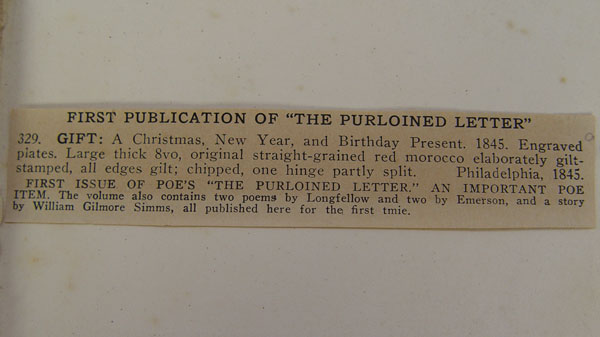 FIRST PUBLICATION OF “THE PURLOINED LETTER”
329. GIFT: A Christmas, New Year, and Birthday Present. 1845. Engraved
plates. Large thick 8vo, original straight-grained red morocco elaborately gilt-
stamped, all edges gilt; chipped, one hinge partly split. Philadelphia, 1845.
FIRST ISSUE OF POE'S “THE PURLOINED LETTER.” AN IMPORTANT POE
ITEM. The volume also contains two poems by Longfellow and two by Emerson, and a story
by William Gilmore Simms, all published here for the first tmie.